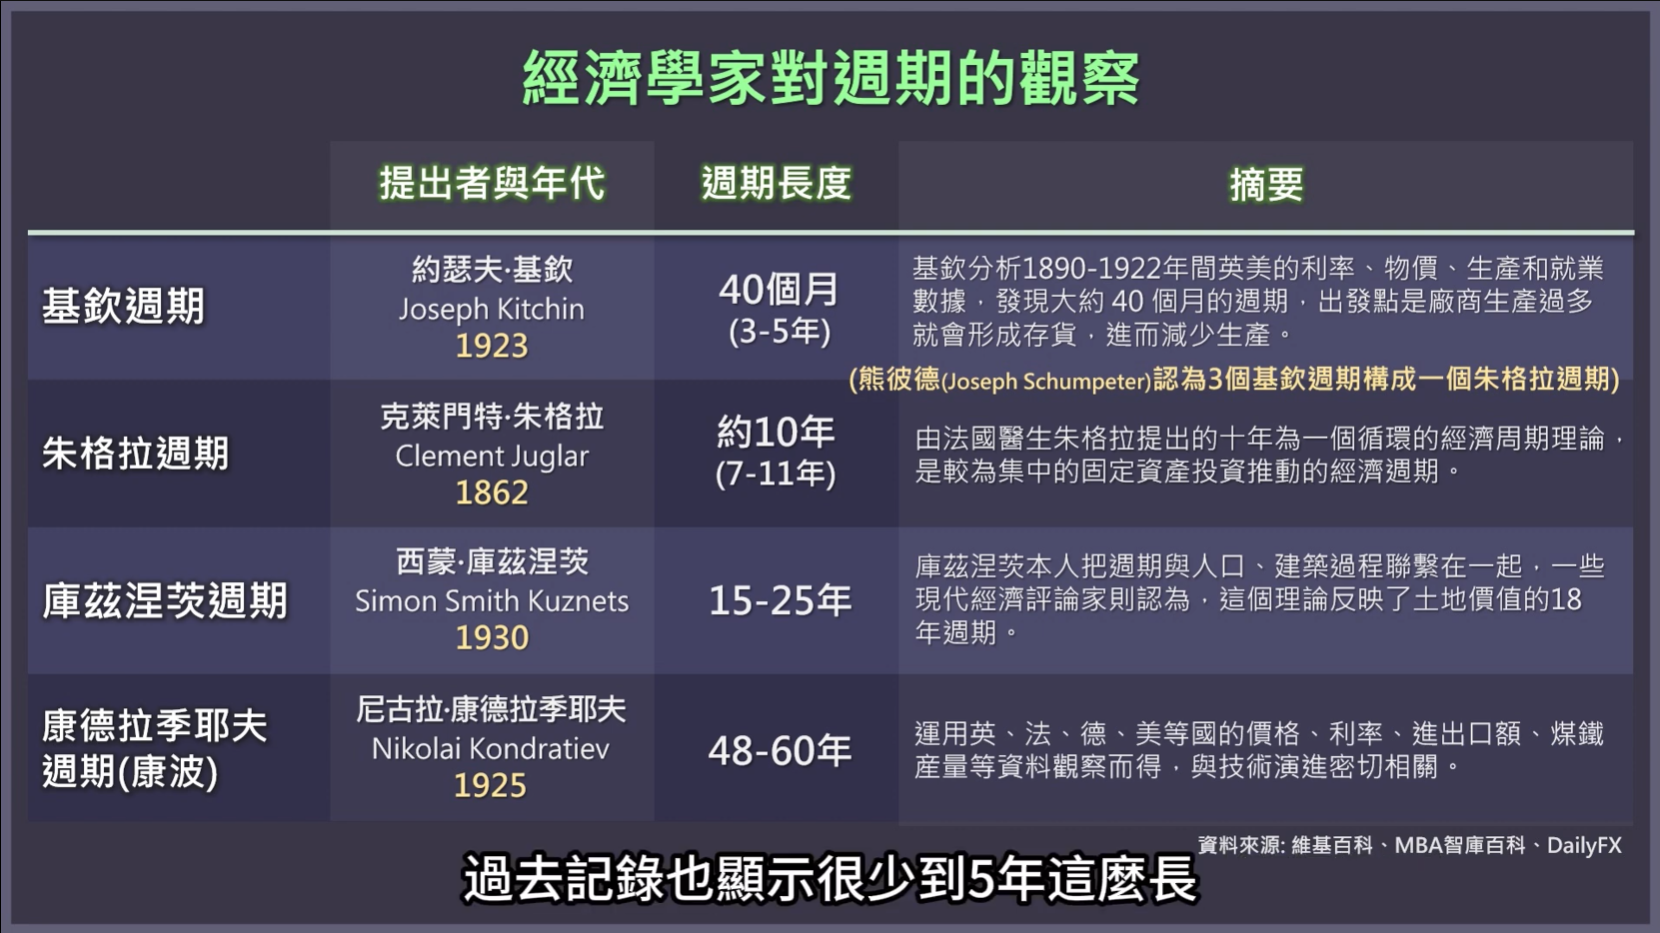 經濟學家對週期的觀察
提出者與年代
週期長度
摘要
基欽週期
約瑟夫·基欽
Joseph Kitchin
1923
40個月
(3-5年)
基欽分析1890-1922年間英美的利率、物價、生產和就業
數據，發現大約 40 個月的週期，出發點是廠商生產過多
就會形成存貨，進而減少生產。
(熊彼德(Joseph Schumpeter)認為3個基欽週期構成一個朱格拉週期)
朱格拉週期
克萊門特·朱格拉
Clement Juglar
1862
約10年
(7-11年)
由法國醫生朱格拉提出的十年為一個循環的經濟周期理論，
是較為集中的固定資產投資推動的經濟週期。
庫茲涅茨週期
西蒙·庫茲涅茨
Simon Smith Kuznets
1930
15-25年
庫茲涅茨本人把週期與人口、建築過程聯繫在一起，一些
現代經濟評論家則認為，這個理論反映了土地價值的18
年週期。
康德拉季耶夫
週期(康波)
尼古拉·康德拉季耶夫
Nikolai Kondratiev
1925
48-60年
運用英、法、德、美等國的價格、利率、進出口額、煤鐵
産量等資料觀察而得，與技術演進密切相關。
資料來源: 維基百科、MBA智庫百科、DailyFX
過去記錄也顯示很少到5年這麼長